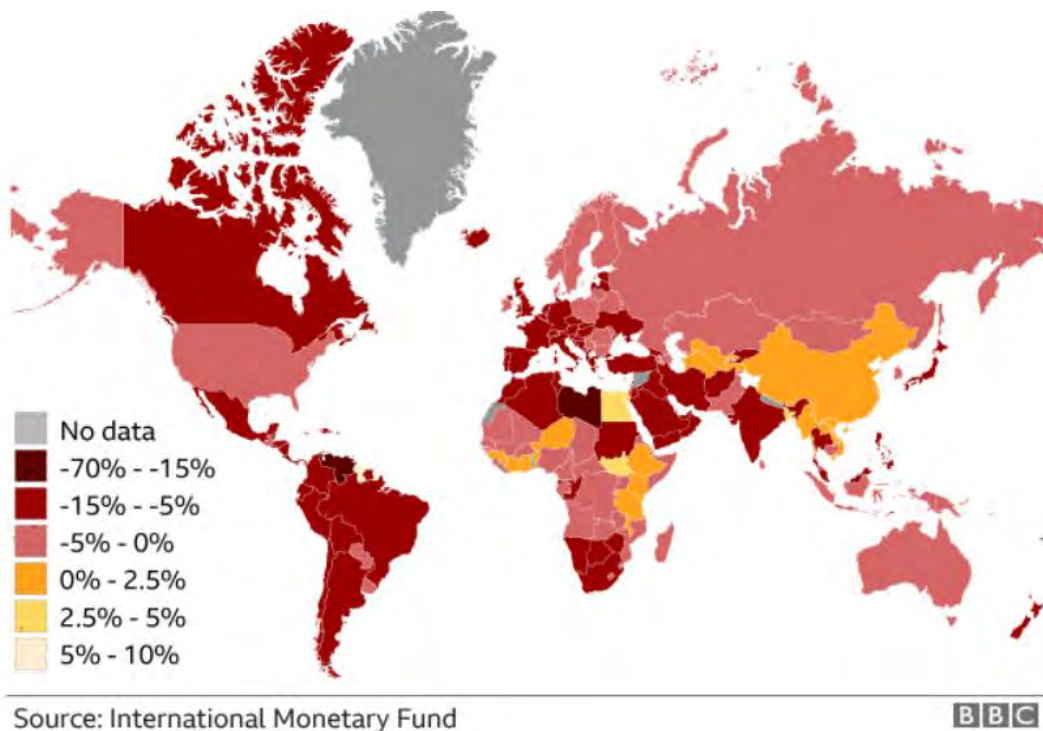 No data
-70% - -15%
-15% - -5%
-5% - 0%
0% - 2.5%
2.5% - 5%
5% - 10%
Source: International Monetary Fund
BBC